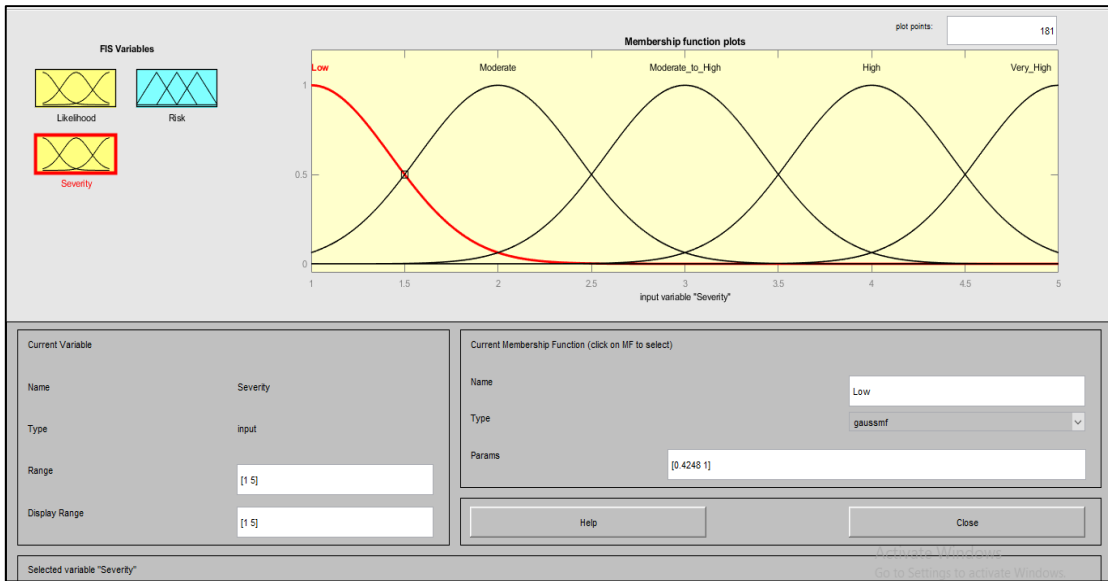 plot points: 181
FIS Variables
Membership function plots
Low Moderate Moderate_to_High High Very_High
1
0.5
0
1 1.5 2 2.5 3 3.5 4 4.5 5
input variable "Severity"
Likelihood Risk
Severity
Current Variable
Name Severity
Type input
Range [1 5]
Display Range [1 5]
Current Membership Function (click on MF to select)
Name Low
Type gaussmf
Params [0.4248 1]
Help Close
Activate Windows
Go to Settings to activate Windows.
Selected variable "Severity"